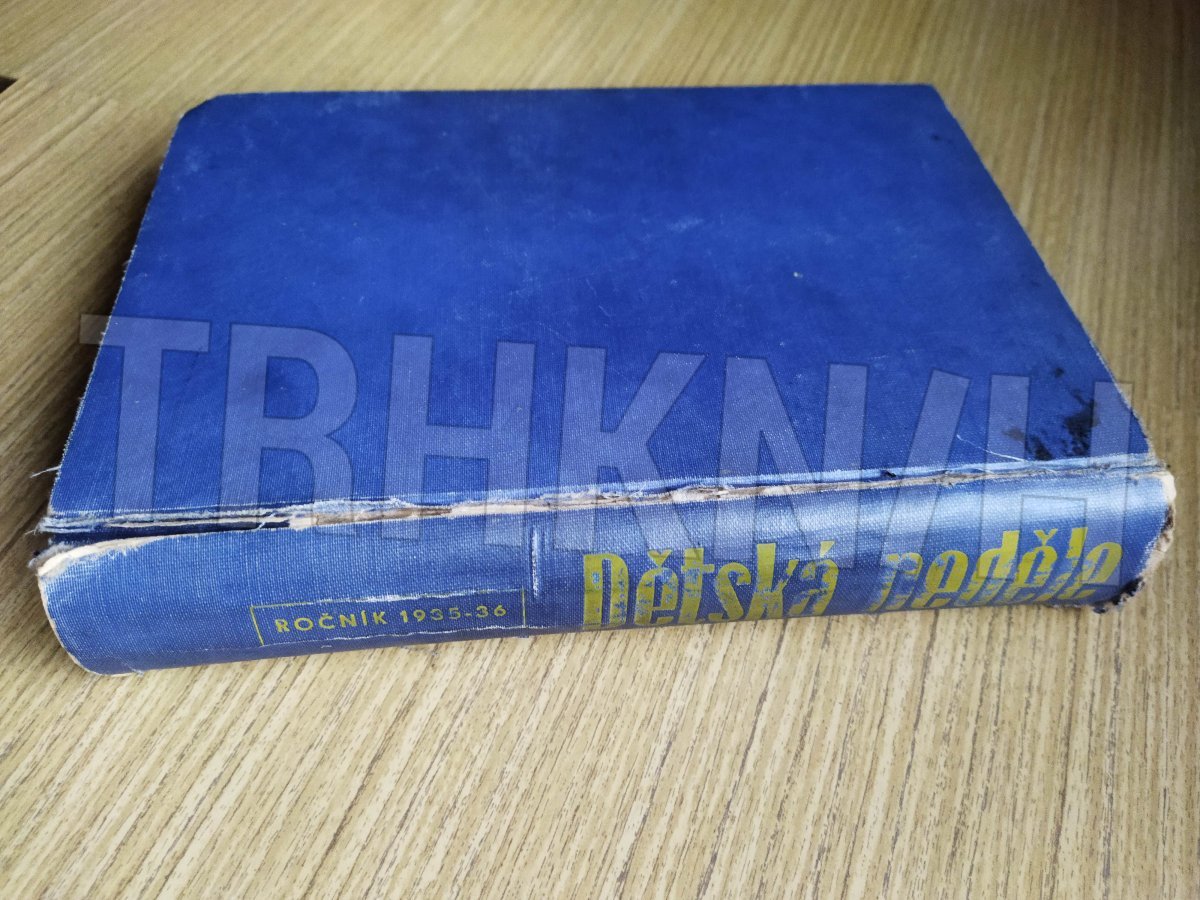 TRHKNIH
ROČNÍK 1935-36
Dětská neděle